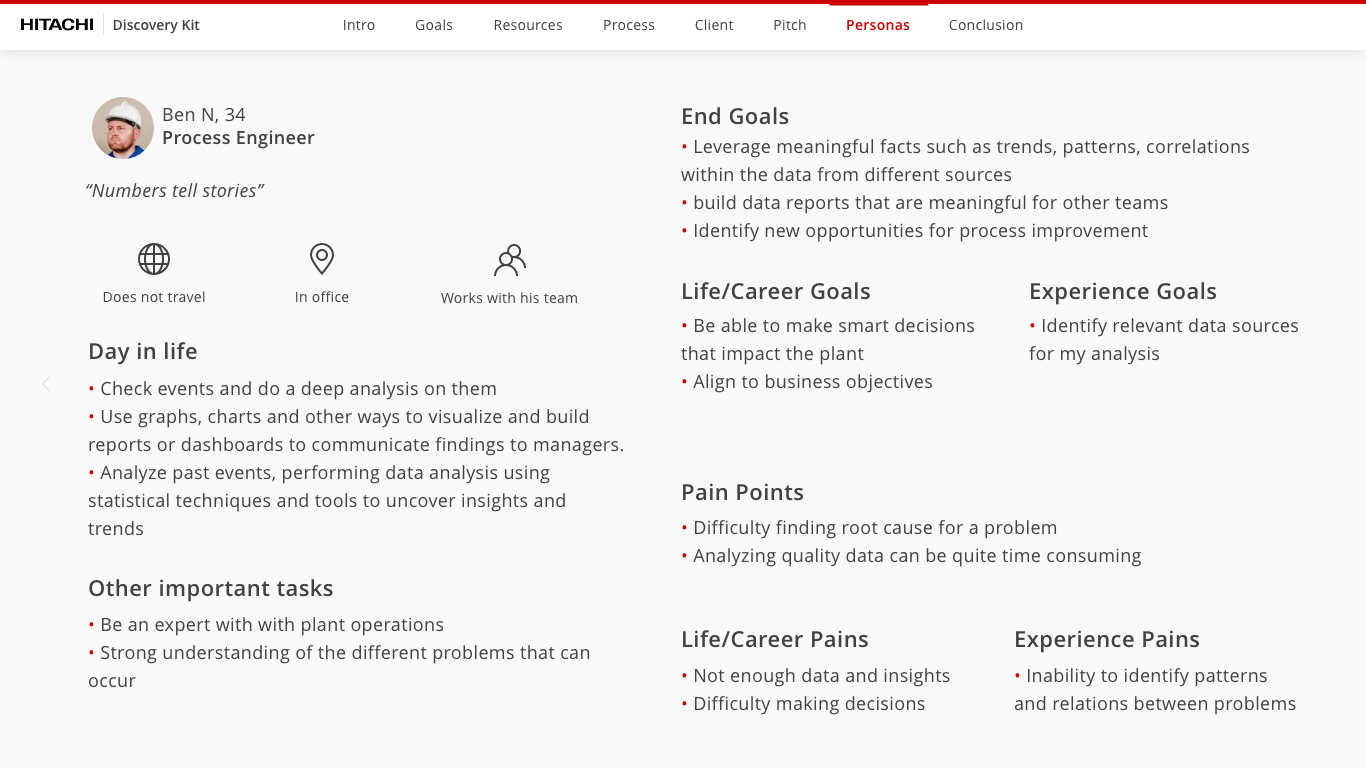 HITACHI Discovery Kit Intro Goals Resources Process Client Pitch Personas Conclusion
Ben N, 34
Process Engineer
“Numbers tell stories”
Does not travel
In office
Works with his team
Day in life
• Check events and do a deep analysis on them
• Use graphs, charts and other ways to visualize and build
reports or dashboards to communicate findings to managers.
• Analyze past events, performing data analysis using
statistical techniques and tools to uncover insights and
trends
Other important tasks
• Be an expert with with plant operations
• Strong understanding of the different problems that can
occur
End Goals
• Leverage meaningful facts such as trends, patterns, correlations
within the data from different sources
• build data reports that are meaningful for other teams
• Identify new opportunities for process improvement
Life/Career Goals
• Be able to make smart decisions
that impact the plant
• Align to business objectives
Experience Goals
• Identify relevant data sources
for my analysis
Pain Points
• Difficulty finding root cause for a problem
• Analyzing quality data can be quite time consuming
Life/Career Pains
• Not enough data and insights
• Difficulty making decisions
Experience Pains
• Inability to identify patterns
and relations between problems